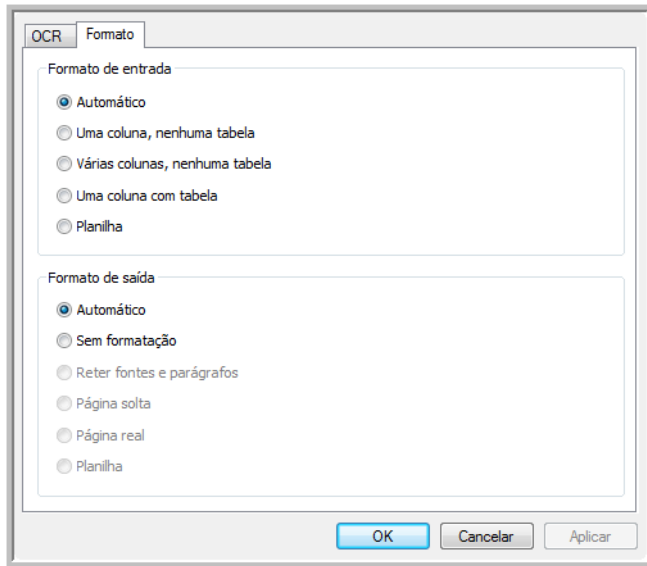 OCR Formato
Formato de entrada
Automático
Uma coluna, nenhuma tabela
Várias colunas, nenhuma tabela
Uma coluna com tabela
Planilha
Formato de saída
Automático
Sem formatação
Reter fontes e parágrafos
Página solta
Página real
Planilha
OK Cancelar Aplicar